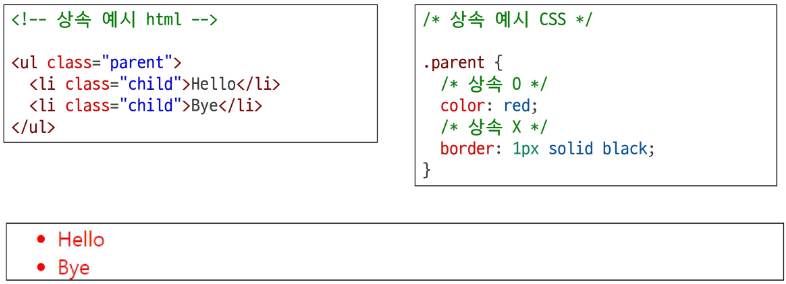 <!-- 상속 예시 html -->
<ul class="parent">
<li class="child">Hello</li>
<li class="child">Bye</li>
</ul>
/* 상속 예시 CSS */
.parent {
/* 상속 O */
color: red;
/* 상속 X */
border: 1px solid black;
}
Hello
Bye